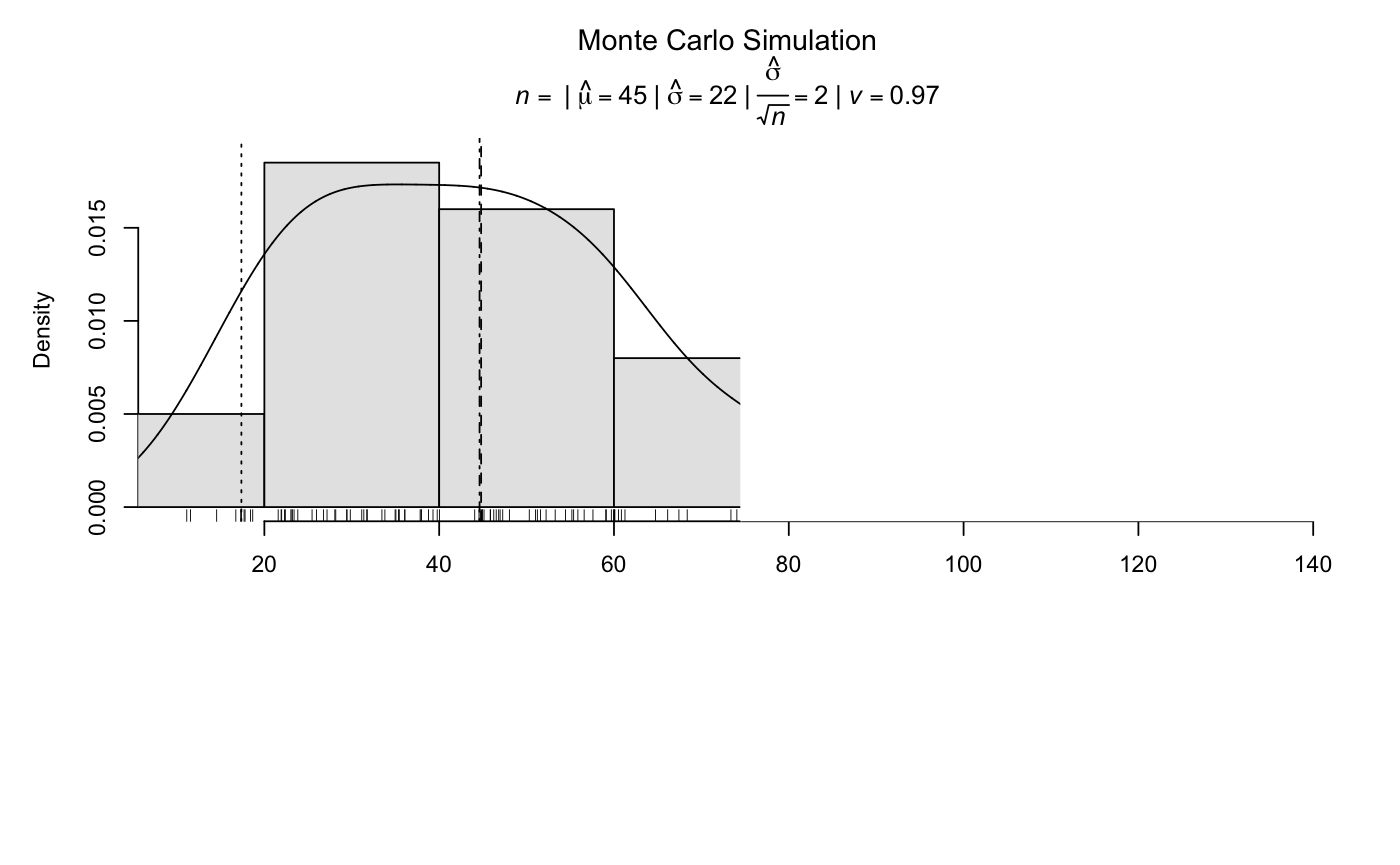 Monte Carlo Simulation
n = | μ̂ = 45 | σ̂ = 22 | σ̂/√n = 2 | v = 0.97
Density
0.015
0.010
0.005
0.000
20 40 60 80 100 120 140